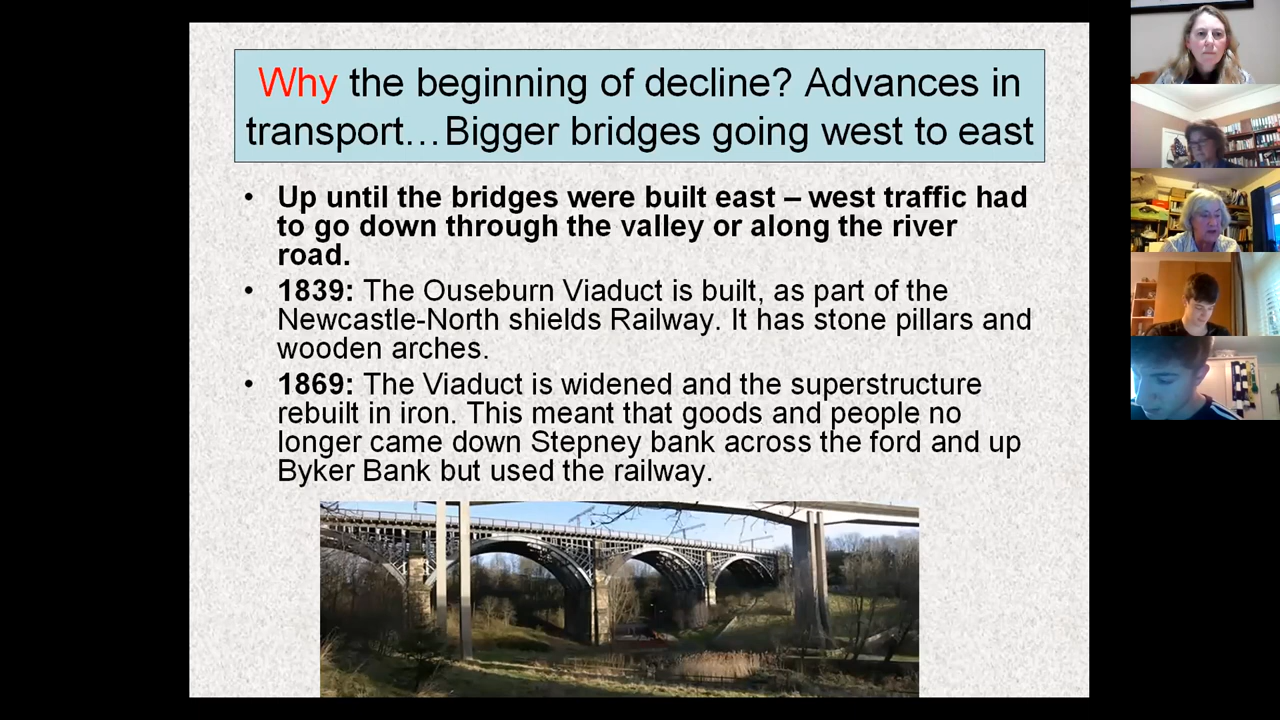 Why the beginning of decline? Advances in
transport…Bigger bridges going west to east
• Up until the bridges were built east – west traffic had
to go down through the valley or along the river
road.
• 1839: The Ouseburn Viaduct is built, as part of the
Newcastle-North shields Railway. It has stone pillars and
wooden arches.
• 1869: The Viaduct is widened and the superstructure
rebuilt in iron. This meant that goods and people no
longer came down Stepney bank across the ford and up
Byker Bank but used the railway.